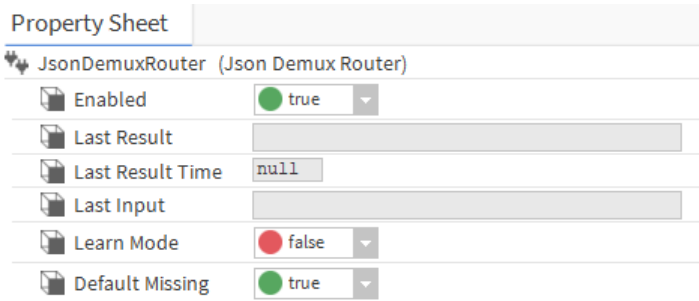 Property Sheet
JsonDemuxRouter (Json Demux Router)
Enabled true
Last Result
Last Result Time null
Last Input
Learn Mode false
Default Missing true